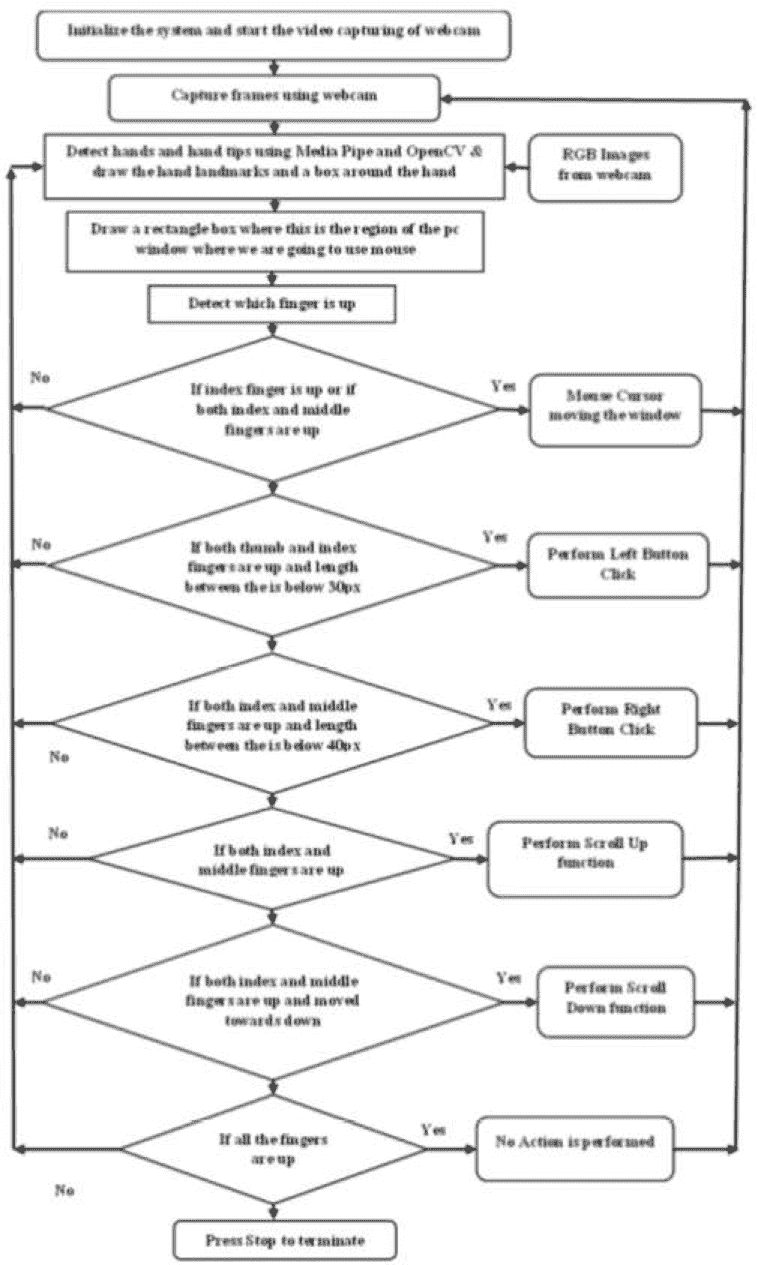 Initialize the system and start the video capturing of webcam
Capture frames using webcam
Detect hands and hand tips using Media Pipe and OpenCV &
draw the hand landmarks and a box around the hand
RGB Images
from webcam
Draw a rectangle box where this is the region of the pc
window where we are going to use mouse
Detect which finger is up
No
If index finger is up or if
both index and middle
fingers are up
Yes
Mouse Cursor
moving the window
No
If both thumb and index
fingers are up and length
between the is below 30px
Yes
Perform Left Button
Click
No
If both index and middle
fingers are up and length
between the is below 40px
Yes
Perform Right
Button Click
No
If both index and
middle fingers are up
Yes
Perform Scroll Up
function
No
If both index and middle
fingers are up and moved
towards down
Yes
Perform Scroll
Down function
No
If all the fingers
are up
Yes
No Action is performed
Press Stop to terminate